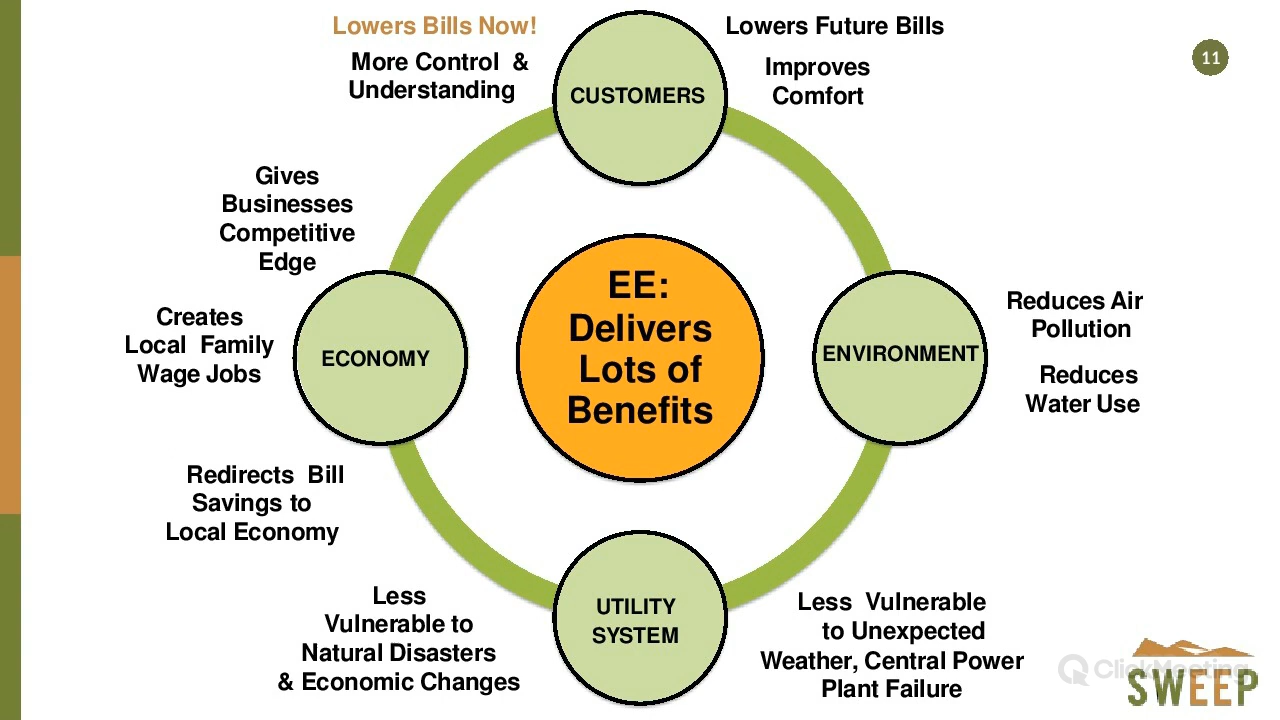 Lowers Bills Now!
More Control &
Understanding
Lowers Future Bills
Improves
Comfort
11
CUSTOMERS
Gives
Businesses
Competitive
Edge
Creates
Local Family
Wage Jobs
ECONOMY
EE:
Delivers
Lots of
Benefits
ENVIRONMENT
Reduces Air
Pollution
Reduces
Water Use
Redirects Bill
Savings to
Local Economy
Less
Vulnerable to
Natural Disasters
& Economic Changes
UTILITY
SYSTEM
Less Vulnerable
to Unexpected
Weather, Central Power
Plant Failure
ClickMeeting
SWEEP